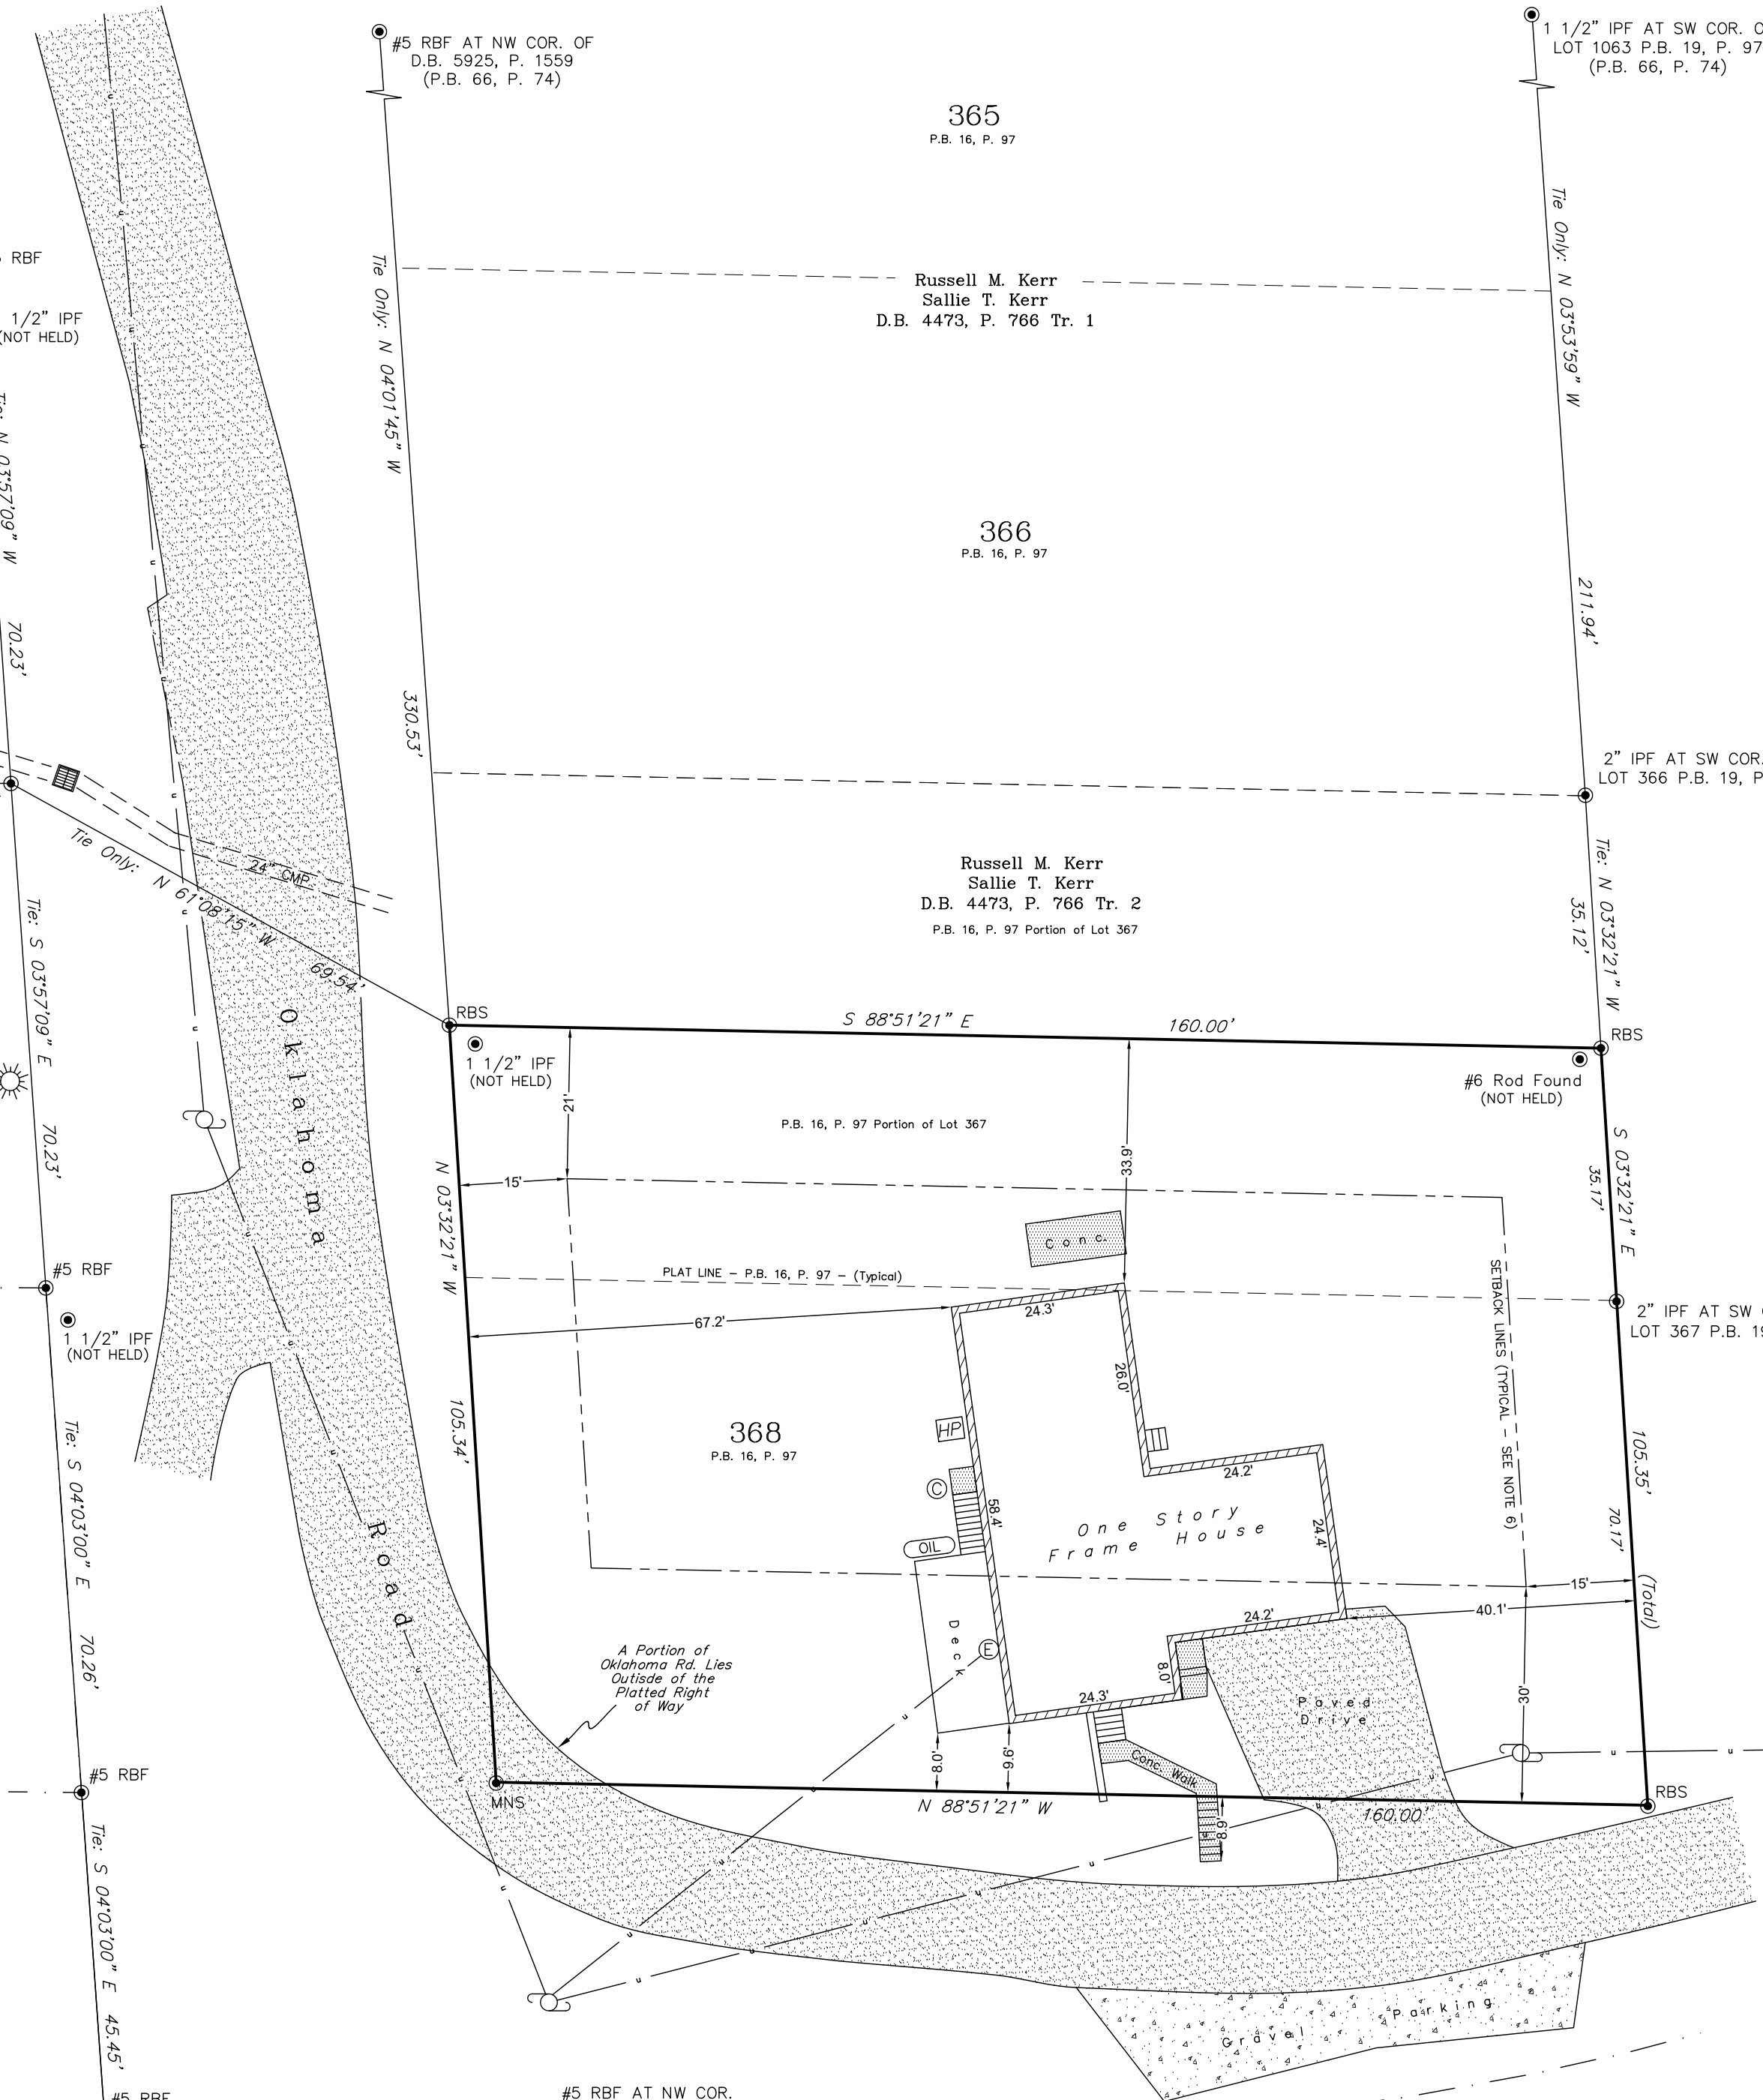 #5 RBF AT NW COR. OF
D.B. 5925, P. 1559
(P.B. 66, P. 74)
1 1/2" IPF AT SW COR.
LOT 1063 P.B. 19, P. 97
(P.B. 66, P. 74)
365
P.B. 16, P. 97
RBF
1/2" IPF
(NOT HELD)
Tie Only: N 04°01'45" W
330.53'
Tie Only: N 03°53'59" W
211.94'
Russell M. Kerr
Sallie T. Kerr
D.B. 4473, P. 766 Tr. 1
Tie: N 03°57'09" W
70.23'
366
P.B. 16, P. 97
2" IPF AT SW COR.
LOT 366 P.B. 19, P
Tie Only: N 61°08'15" W
69.54'
24" CMP
Russell M. Kerr
Sallie T. Kerr
D.B. 4473, P. 766 Tr. 2
P.B. 16, P. 97 Portion of Lot 367
Tie: N 03°32'21" W
35.12'
Tie: S 03°57'09" E
70.23'
Oklahoma
Road
RBS
S 88°51'21" E
160.00'
RBS
1 1/2" IPF
(NOT HELD)
#6 Rod Found
(NOT HELD)
21'
P.B. 16, P. 97 Portion of Lot 367
33.9'
15'
N 03°32'21" W
105.34'
S 03°32'21" E
35.17'
Conc.
PLAT LINE – P.B. 16, P. 97 – (Typical)
SETBACK LINES (TYPICAL – SEE NOTE 6)
#5 RBF
1 1/2" IPF
(NOT HELD)
2" IPF AT SW
LOT 367 P.B. 19
67.2'
24.3'
26.0'
368
P.B. 16, P. 97
HP
C
58.4'
24.2'
24.4'
One Story
Frame House
OIL
105.35'
70.17'
(Total)
Tie: S 04°03'00" E
70.26'
15'
40.1'
24.2'
Deck
E
8.0'
24.3'
30'
A Portion of
Oklahoma Rd. Lies
Outisde of the
Platted Right
of Way
Paved
Drive
8.0'
9.6'
Conc. Walk
8.9'
#5 RBF
MNS
N 88°51'21" W
160.00'
RBS
Tie: S 04°03'00" E
45.45'
Gravel Parking
#5 RBF
#5 RBF AT NW COR.